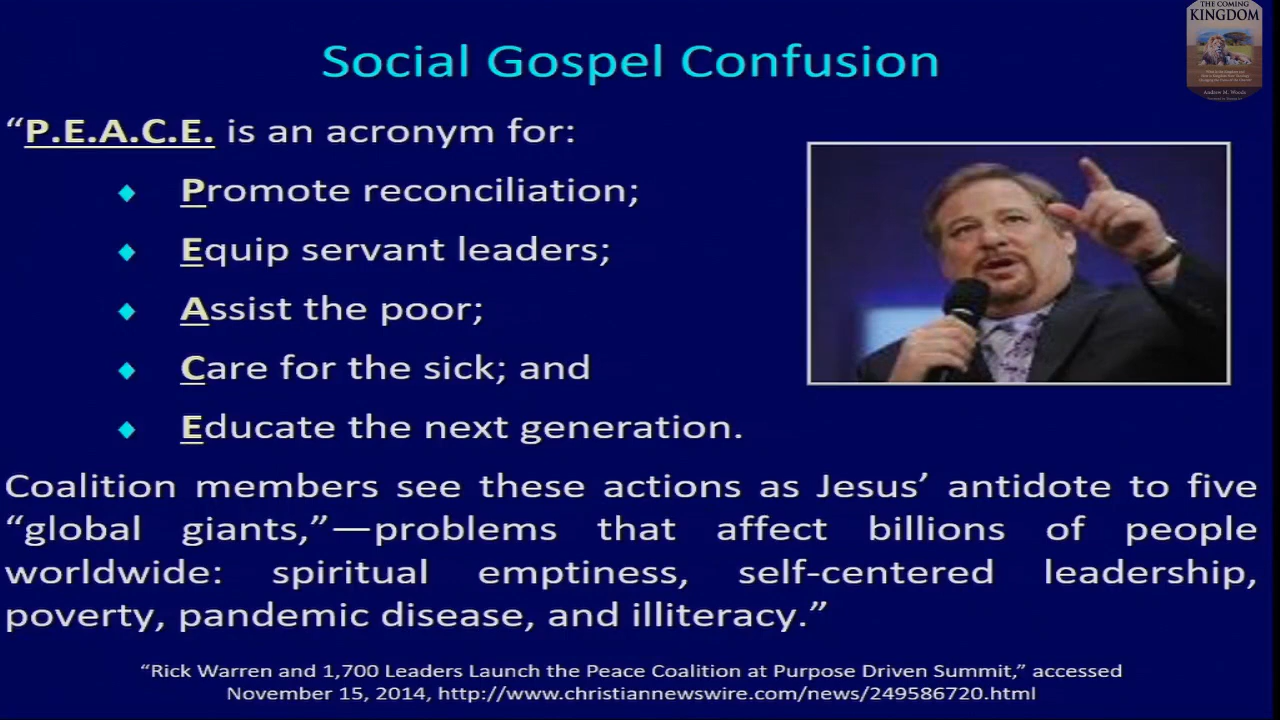 THE COMING
KINGDOM
Andrew M. Woods
Social Gospel Confusion
“P.E.A.C.E. is an acronym for:
Promote reconciliation;
Equip servant leaders;
Assist the poor;
Care for the sick; and
Educate the next generation.
Coalition members see these actions as Jesus’ antidote to five
“global giants,”—problems that affect billions of people
worldwide: spiritual emptiness, self-centered leadership,
poverty, pandemic disease, and illiteracy.”
“Rick Warren and 1,700 Leaders Launch the Peace Coalition at Purpose Driven Summit,” accessed
November 15, 2014, http://www.christiannewswire.com/news/249586720.html